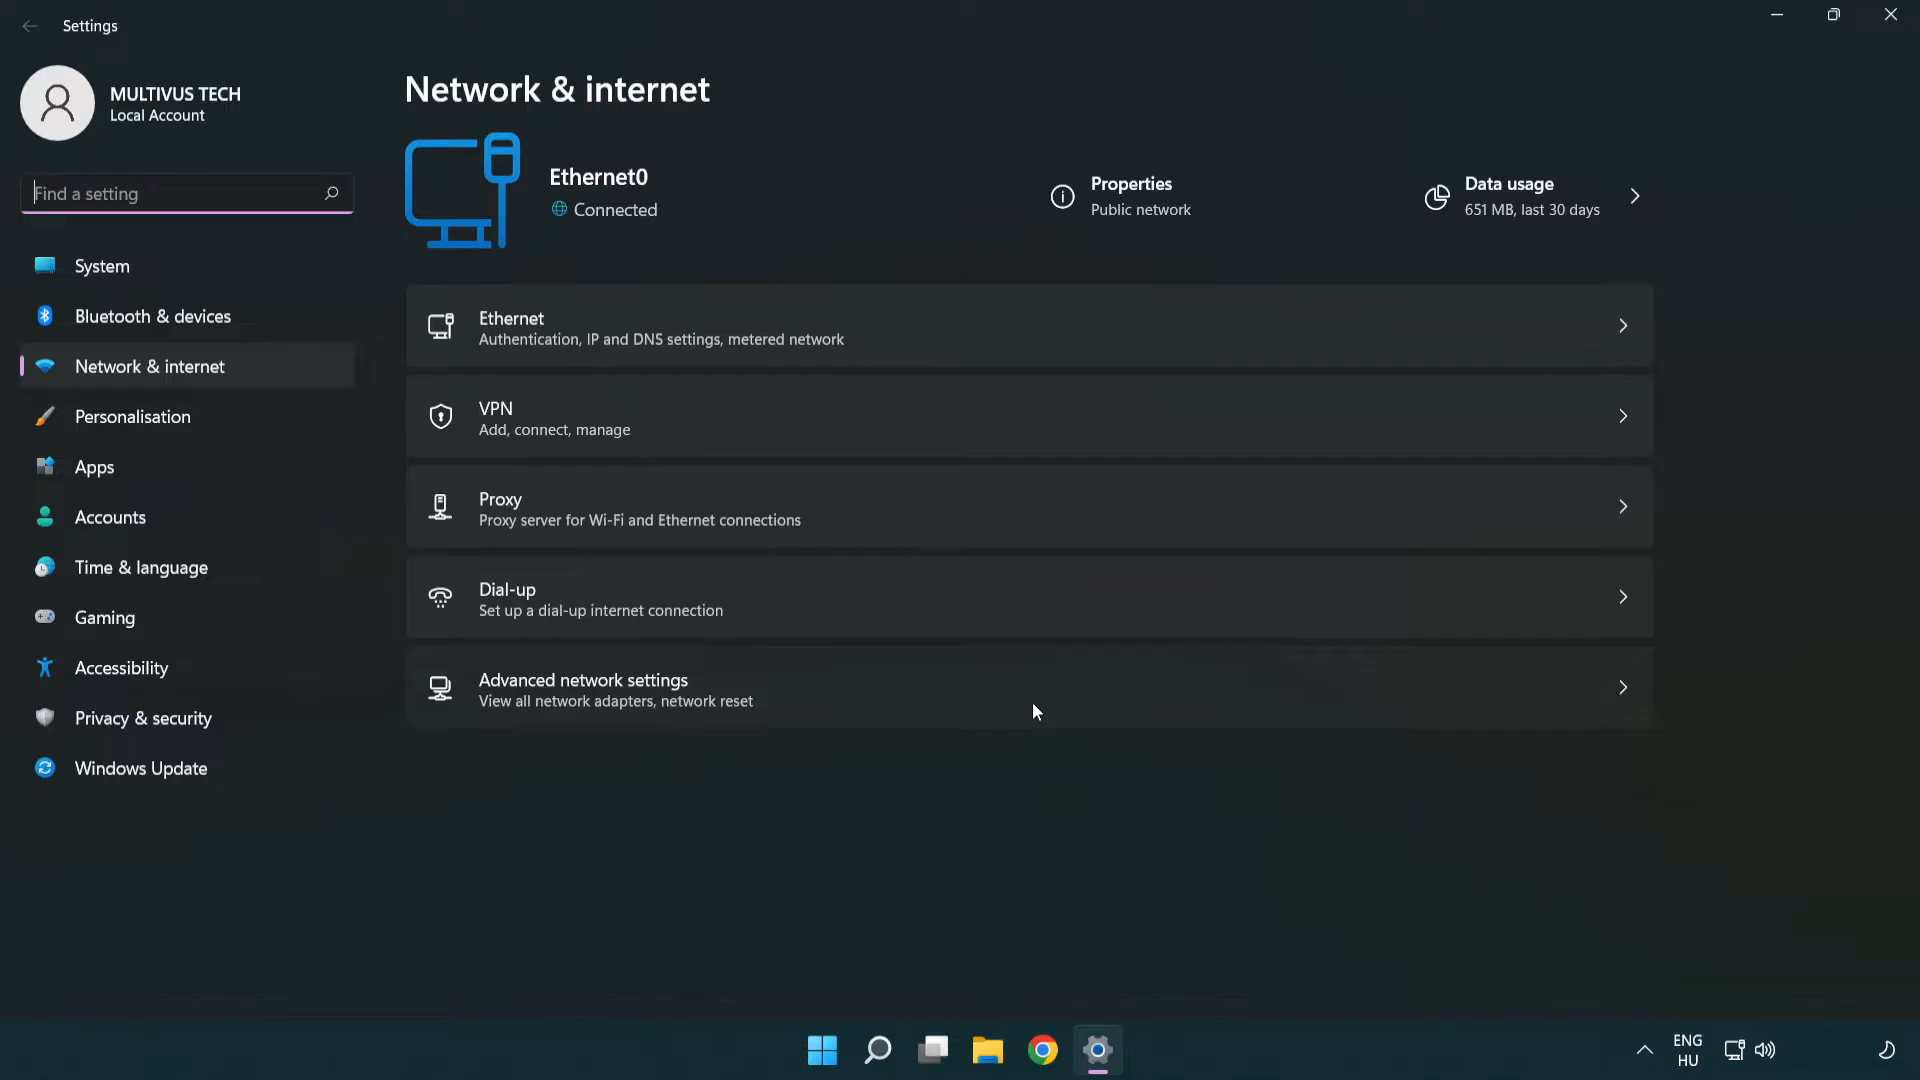 Settings
MULTIVUS TECH
Local Account
Find a setting
System
Bluetooth & devices
Network & internet
Personalisation
Apps
Accounts
Time & language
Gaming
Accessibility
Privacy & security
Windows Update
Network & internet
Ethernet0
Connected
Properties
Public network
Data usage
651 MB, last 30 days
Ethernet
Authentication, IP and DNS settings, metered network
VPN
Add, connect, manage
Proxy
Proxy server for Wi-Fi and Ethernet connections
Dial-up
Set up a dial-up internet connection
Advanced network settings
View all network adapters, network reset
ENG
HU